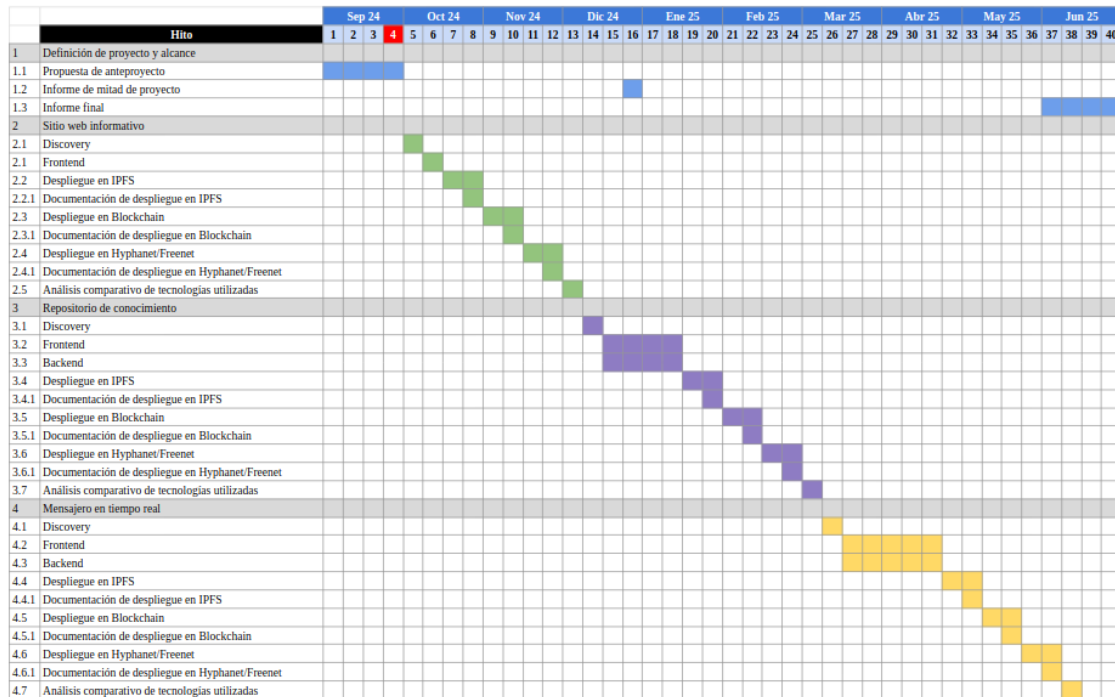 Sep 24 Oct 24 Nov 24 Dic 24 Ene 25 Feb 25 Mar 25 Abr 25 May 25 Jun 25
Hito 1 2 3 4 5 6 7 8 9 10 11 12 13 14 15 16 17 18 19 20 21 22 23 24 25 26 27 28 29 30 31 32 33 34 35 36 37 38 39 40
1 Definición de proyecto y alcance
1.1 Propuesta de anteproyecto
1.2 Informe de mitad de proyecto
1.3 Informe final
2 Sitio web informativo
2.1 Discovery
2.1 Frontend
2.2 Despliegue en IPFS
2.2.1 Documentación de despliegue en IPFS
2.3 Despliegue en Blockchain
2.3.1 Documentación de despliegue en Blockchain
2.4 Despliegue en Hyphanet/Freenet
2.4.1 Documentación de despliegue en Hyphanet/Freenet
2.5 Análisis comparativo de tecnologías utilizadas
3 Repositorio de conocimiento
3.1 Discovery
3.2 Frontend
3.3 Backend
3.4 Despliegue en IPFS
3.4.1 Documentación de despliegue en IPFS
3.5 Despliegue en Blockchain
3.5.1 Documentación de despliegue en Blockchain
3.6 Despliegue en Hyphanet/Freenet
3.6.1 Documentación de despliegue en Hyphanet/Freenet
3.7 Análisis comparativo de tecnologías utilizadas
4 Mensajero en tiempo real
4.1 Discovery
4.2 Frontend
4.3 Backend
4.4 Despliegue en IPFS
4.4.1 Documentación de despliegue en IPFS
4.5 Despliegue en Blockchain
4.5.1 Documentación de despliegue en Blockchain
4.6 Despliegue en Hyphanet/Freenet
4.6.1 Documentación de despliegue en Hyphanet/Freenet
4.7 Análisis comparativo de tecnologías utilizadas